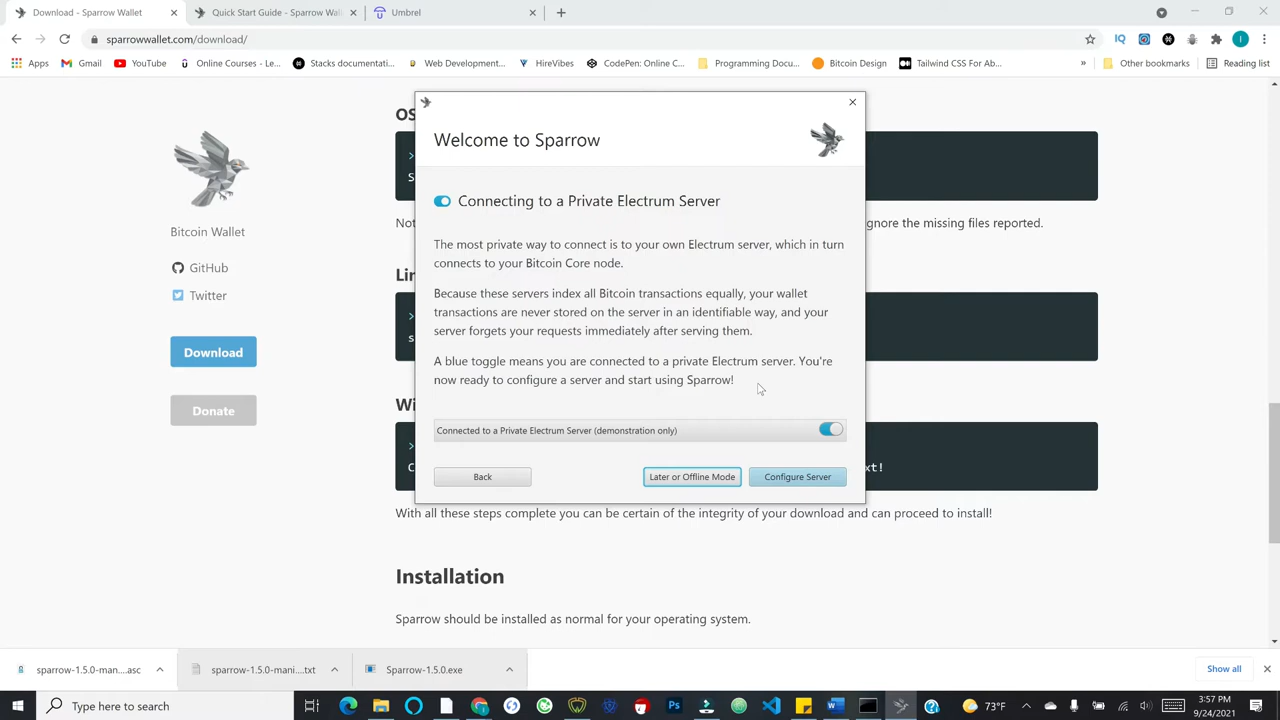 Download - Sparrow Wallet
Quick Start Guide - Sparrow Wal
Umbrel
sparrowwallet.com/download/
IQ
I
Apps
Gmail
YouTube
Online Courses - Le...
Stacks documentati...
Web Development...
HireVibes
CodePen: Online C...
Programming Docu...
Bitcoin Design
Tailwind CSS For Ab...
»
Other bookmarks
Reading list
Bitcoin Wallet
GitHub
Twitter
Download
Donate
OS
>
S
Not
gnore the missing files reported.
Lin
>
s
Wi
>
C
xt!
Welcome to Sparrow
Connecting to a Private Electrum Server
The most private way to connect is to your own Electrum server, which in turn
connects to your Bitcoin Core node.
Because these servers index all Bitcoin transactions equally, your wallet
transactions are never stored on the server in an identifiable way, and your
server forgets your requests immediately after serving them.
A blue toggle means you are connected to a private Electrum server. You're
now ready to configure a server and start using Sparrow!
Connected to a Private Electrum Server (demonstration only)
Back
Later or Offline Mode
Configure Server
With all these steps complete you can be certain of the integrity of your download and can proceed to install!
Installation
Sparrow should be installed as normal for your operating system.
sparrow-1.5.0-man....asc
sparrow-1.5.0-mani....txt
Sparrow-1.5.0.exe
Show all
Type here to search
73°F
3:57 PM
9/24/2021